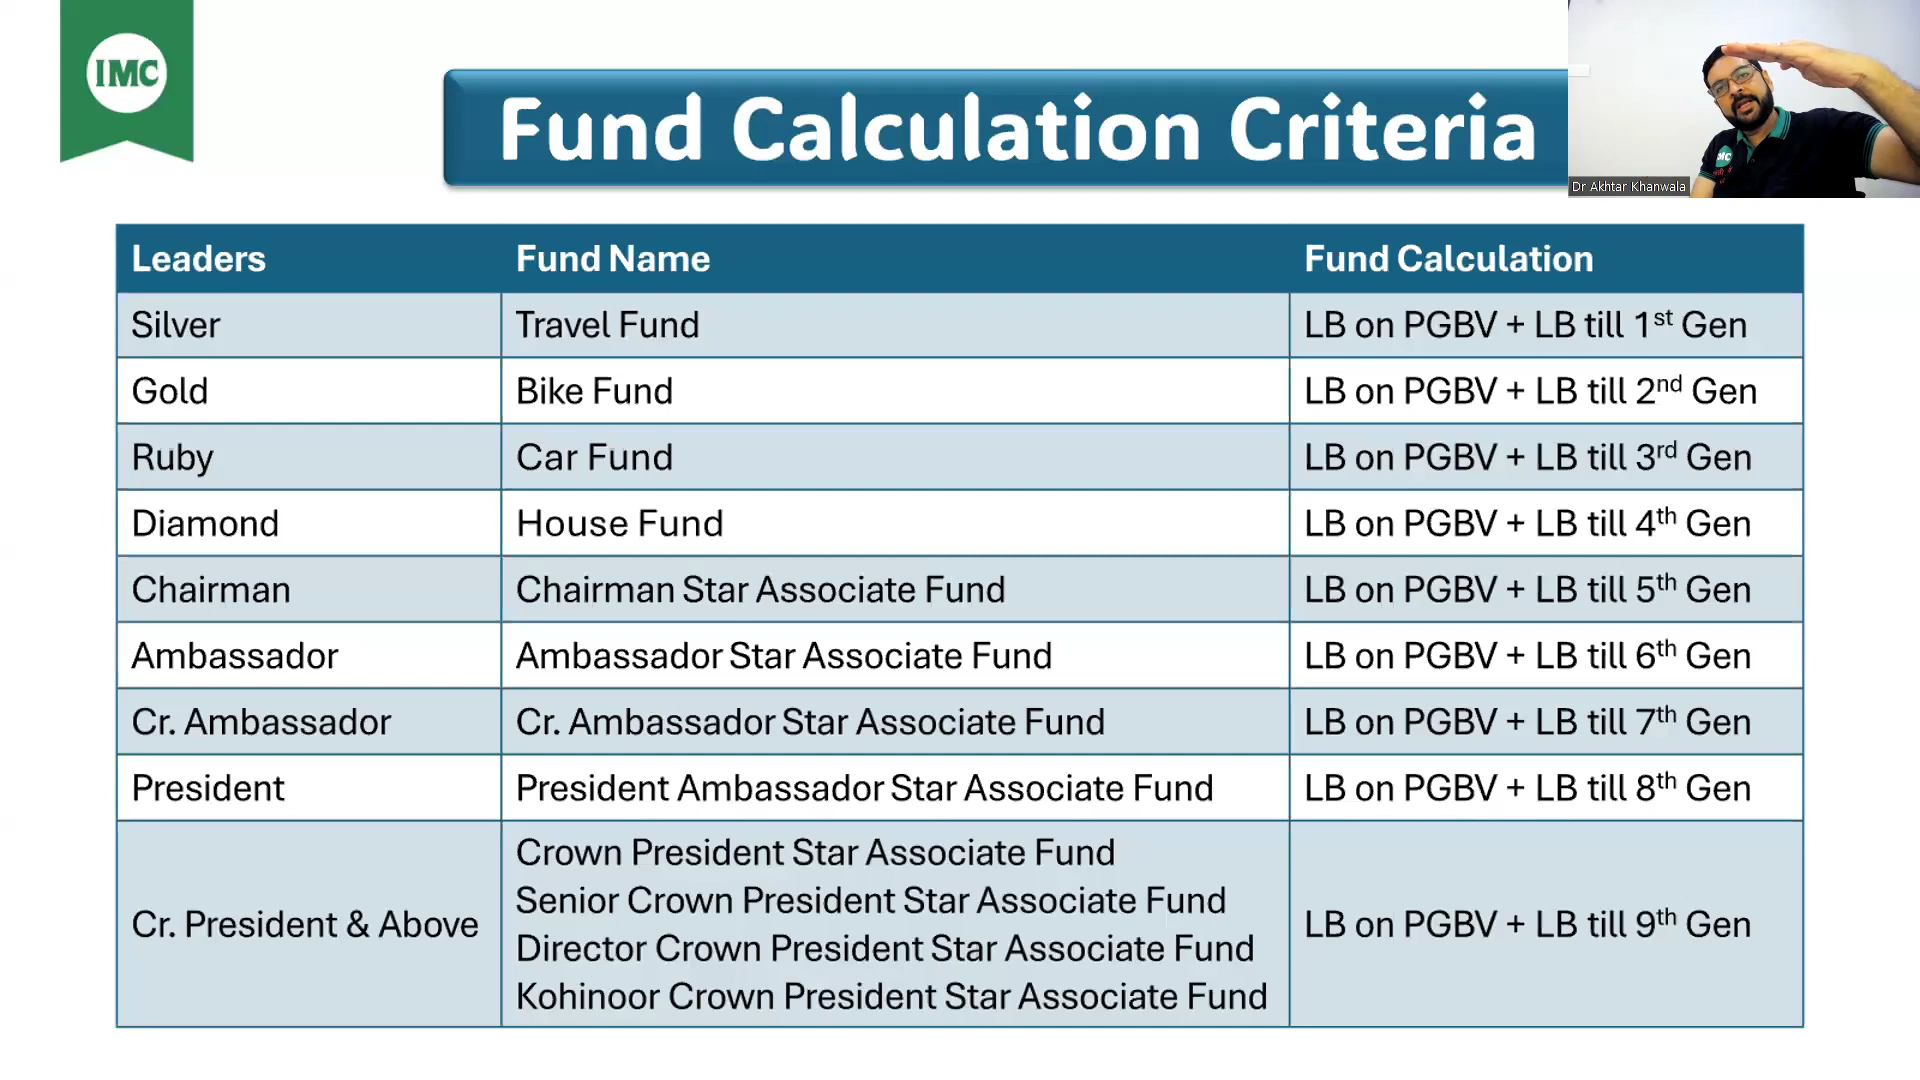 IMC
Fund Calculation Criteria
Dr Akhtar Khanwala
Leaders Fund Name Fund Calculation
Silver Travel Fund LB on PGBV + LB till 1st Gen
Gold Bike Fund LB on PGBV + LB till 2nd Gen
Ruby Car Fund LB on PGBV + LB till 3rd Gen
Diamond House Fund LB on PGBV + LB till 4th Gen
Chairman Chairman Star Associate Fund LB on PGBV + LB till 5th Gen
Ambassador Ambassador Star Associate Fund LB on PGBV + LB till 6th Gen
Cr. Ambassador Cr. Ambassador Star Associate Fund LB on PGBV + LB till 7th Gen
President President Ambassador Star Associate Fund LB on PGBV + LB till 8th Gen
Cr. President & Above
Crown President Star Associate Fund
Senior Crown President Star Associate Fund
Director Crown President Star Associate Fund
Kohinoor Crown President Star Associate Fund
LB on PGBV + LB till 9th Gen